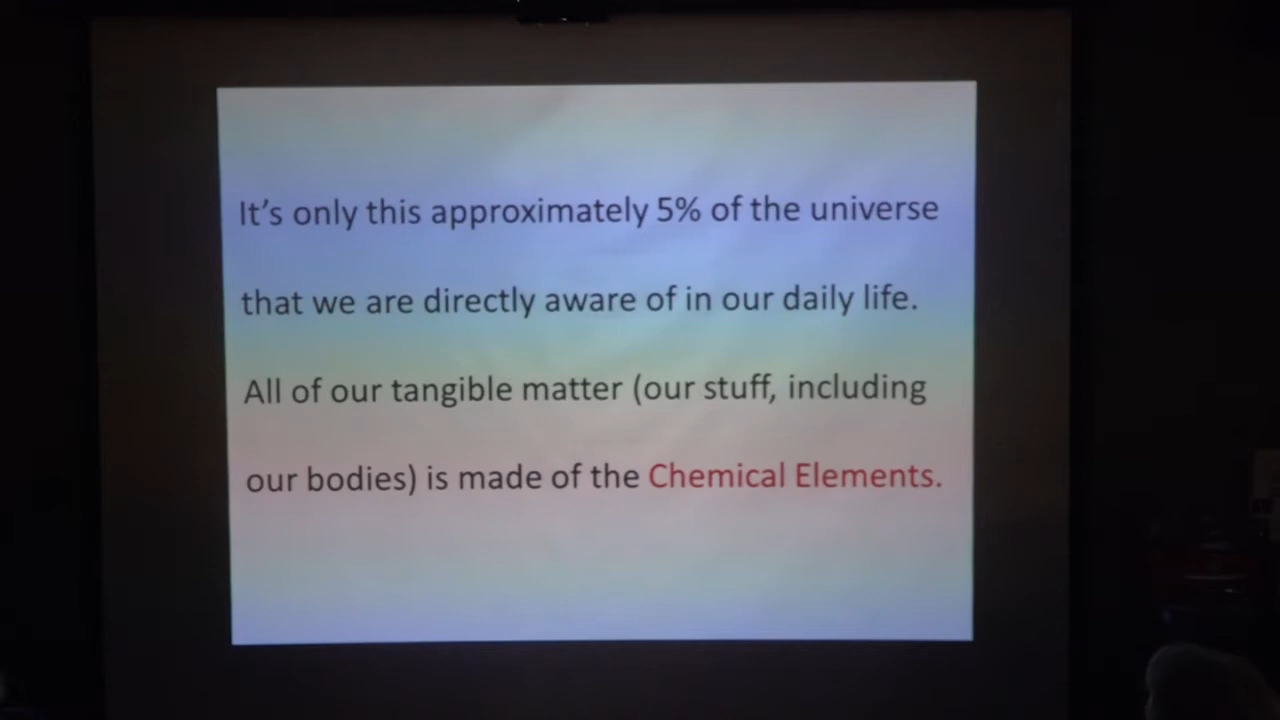 It’s only this approximately 5% of the universe
that we are directly aware of in our daily life.
All of our tangible matter (our stuff, including
our bodies) is made of the Chemical Elements.